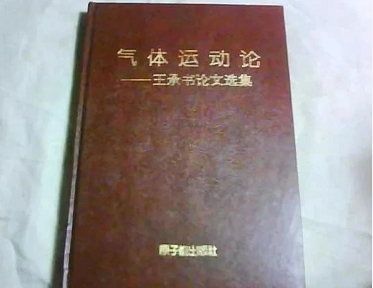 气体运动论
——王承书论文选集
原子能出版社